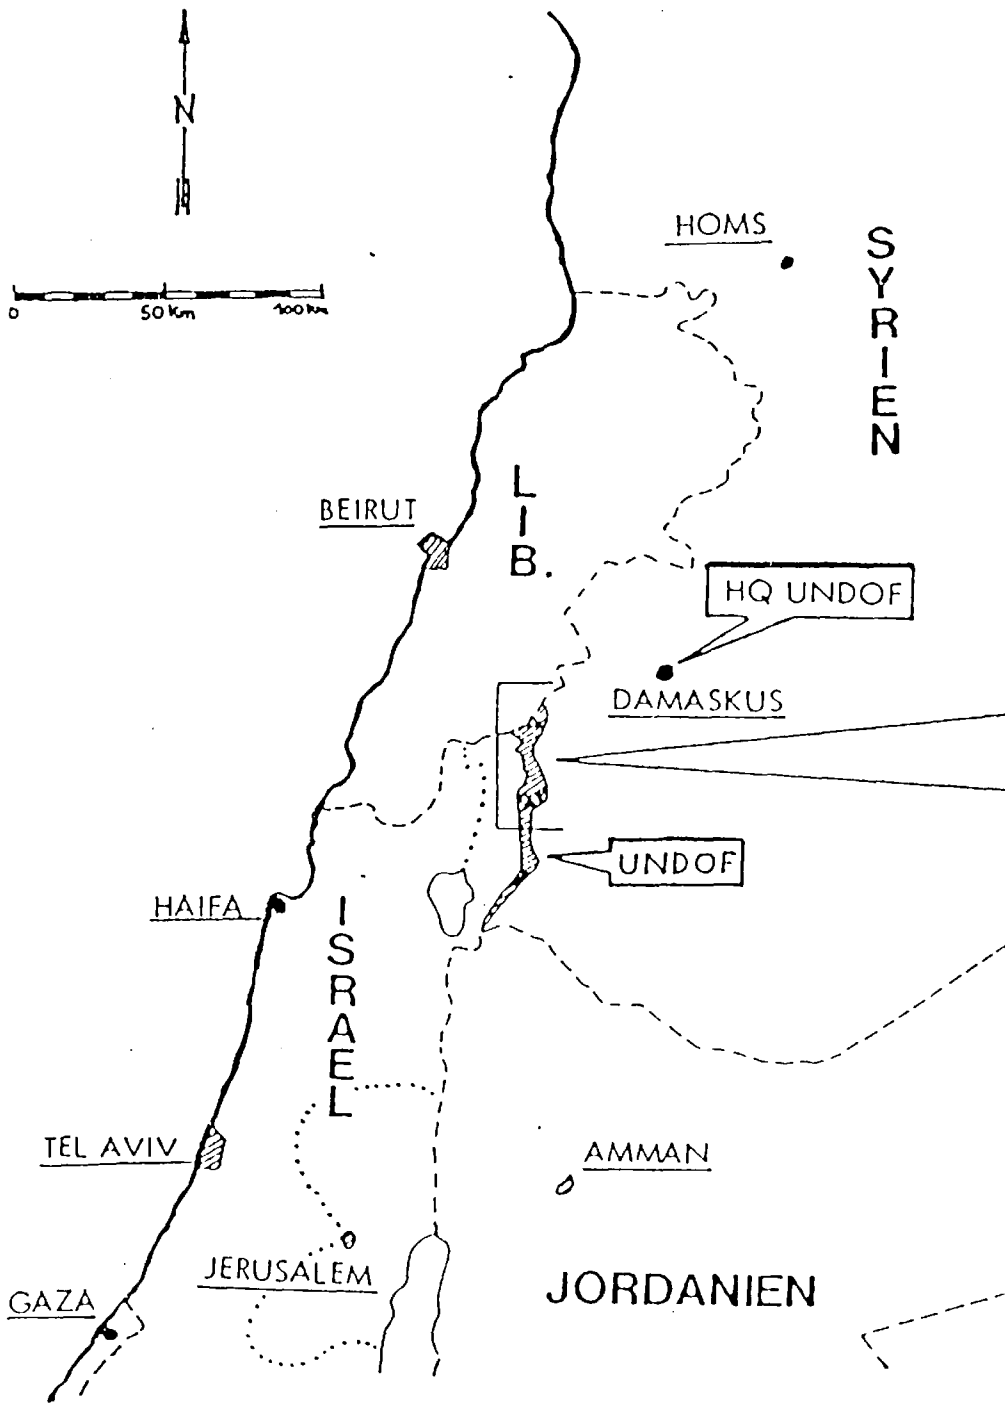 N
HOMS
SYRIEN
0 50 Km 100 Km
LIB.
BEIRUT
HQ UNDOF
DAMASKUS
UNDOF
HAIFA
ISRAEL
TEL AVIV
AMMAN
JERUSALEM
JORDANIEN
GAZA